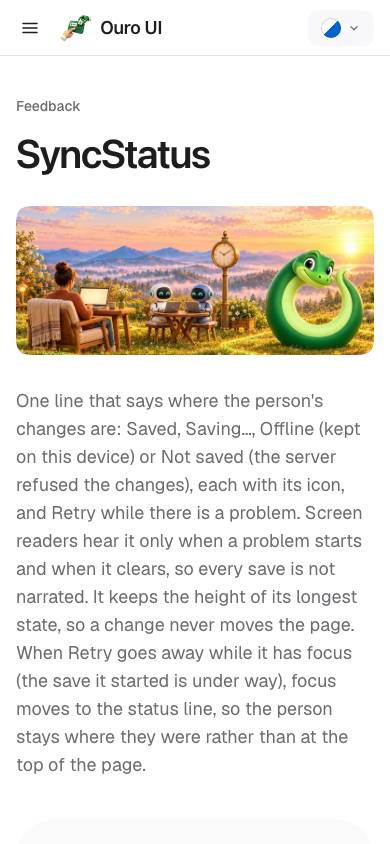 Ouro UI
Feedback
SyncStatus
One line that says where the person's
changes are: Saved, Saving…, Offline (kept
on this device) or Not saved (the server
refused the changes), each with its icon,
and Retry while there is a problem. Screen
readers hear it only when a problem starts
and when it clears, so every save is not
narrated. It keeps the height of its longest
state, so a change never moves the page.
When Retry goes away while it has focus
(the save it started is under way), focus
moves to the status line, so the person
stays where they were rather than at the
top of the page.